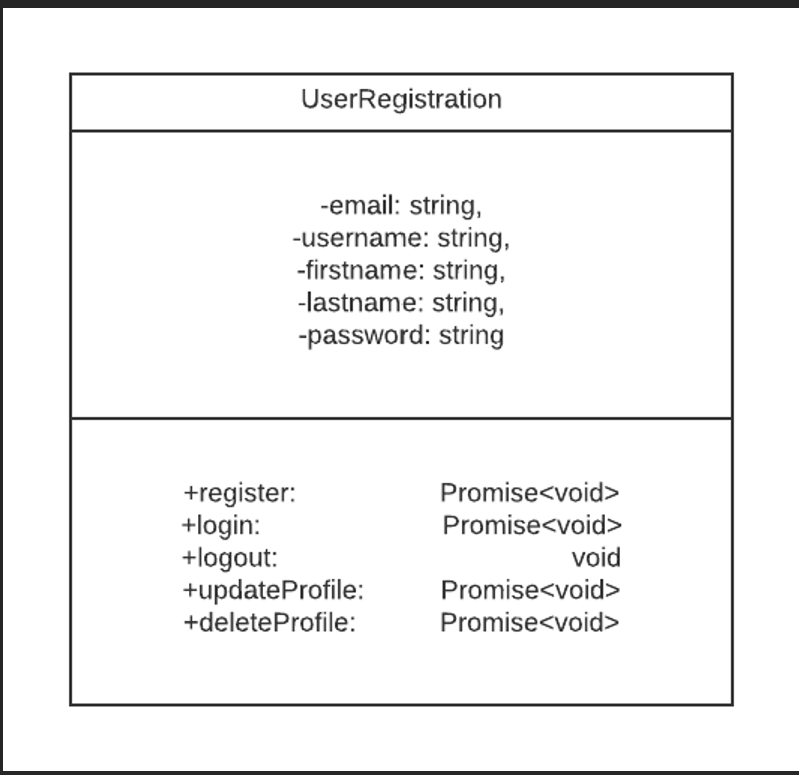 UserRegistration
-email: string,
-username: string,
-firstname: string,
-lastname: string,
-password: string
+register: Promise<void>
+login: Promise<void>
+logout: void
+updateProfile: Promise<void>
+deleteProfile: Promise<void>